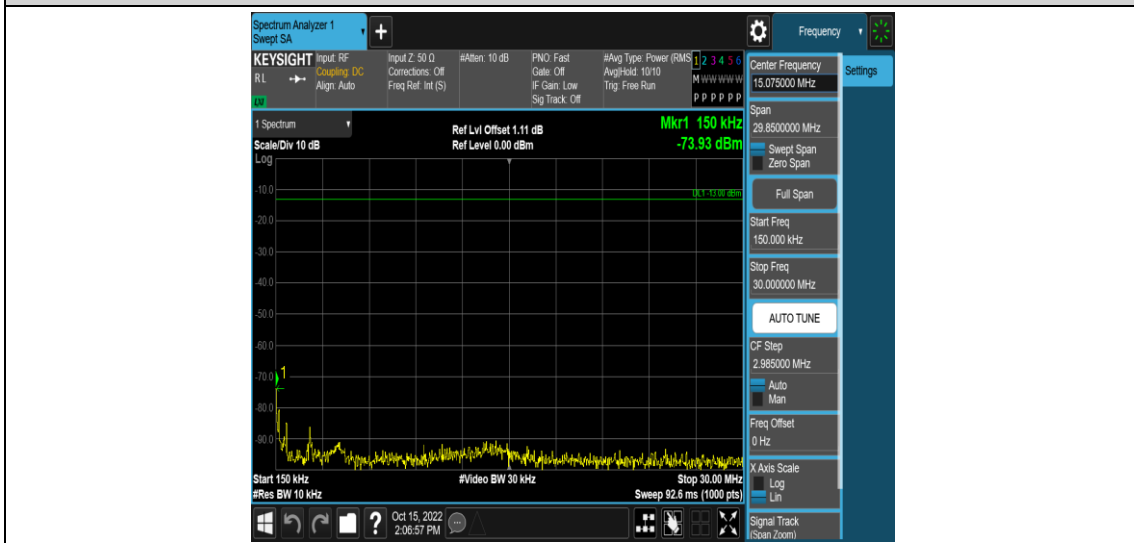 Spectrum Analyzer 1
Swept SA
+
Frequency
KEYSIGHT
RL
LXI
Input: RF
Coupling: DC
Align: Auto
Input Z: 50 Ω
Corrections: Off
Freq Ref: Int (S)
#Atten: 10 dB
PNO: Fast
Gate: Off
IF Gain: Low
Sig Track: Off
#Avg Type: Power (RMS
Avg|Hold: 10/10
Trig: Free Run
1 2 3 4 5 6
M W W W W W
P P P P P P
1 Spectrum
Scale/Div 10 dB
Ref Lvl Offset 1.11 dB
Ref Level 0.00 dBm
Mkr1 150 kHz
-73.93 dBm
Log
DL1 -13.00 dBm
-10.0
-20.0
-30.0
-40.0
-50.0
-60.0
-70.0
1
-80.0
-90.0
Start 150 kHz
#Video BW 30 kHz
Stop 30.00 MHz
#Res BW 10 kHz
Sweep 92.6 ms (1000 pts)
?
Oct 15, 2022
2:06:57 PM
Center Frequency
15.075000 MHz
Settings
Span
29.8500000 MHz
Swept Span
Zero Span
Full Span
Start Freq
150.000 kHz
Stop Freq
30.000000 MHz
AUTO TUNE
CF Step
2.985000 MHz
Auto
Man
Freq Offset
0 Hz
X Axis Scale
Log
Lin
Signal Track
(Span Zoom)